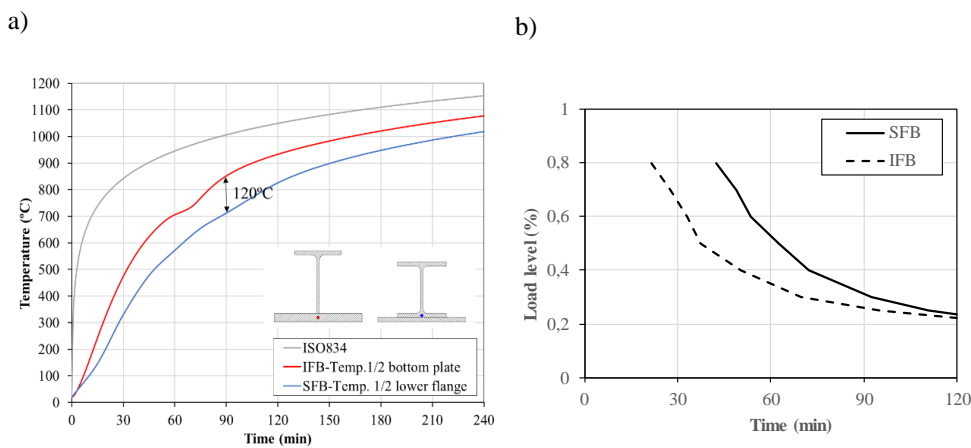 a)
b)
1200
1100
1000
900
800
700
600
500
400
300
200
100
0
Temperature (ºC)
120ºC
ISO834
IFB-Temp.1/2 bottom plate
SFB-Temp. 1/2 lower flange
0 30 60 90 120 150 180 210 240
Time (min)
1
0,8
0,6
0,4
0,2
0
Load level (%)
SFB
IFB
0 30 60 90 120
Time (min)